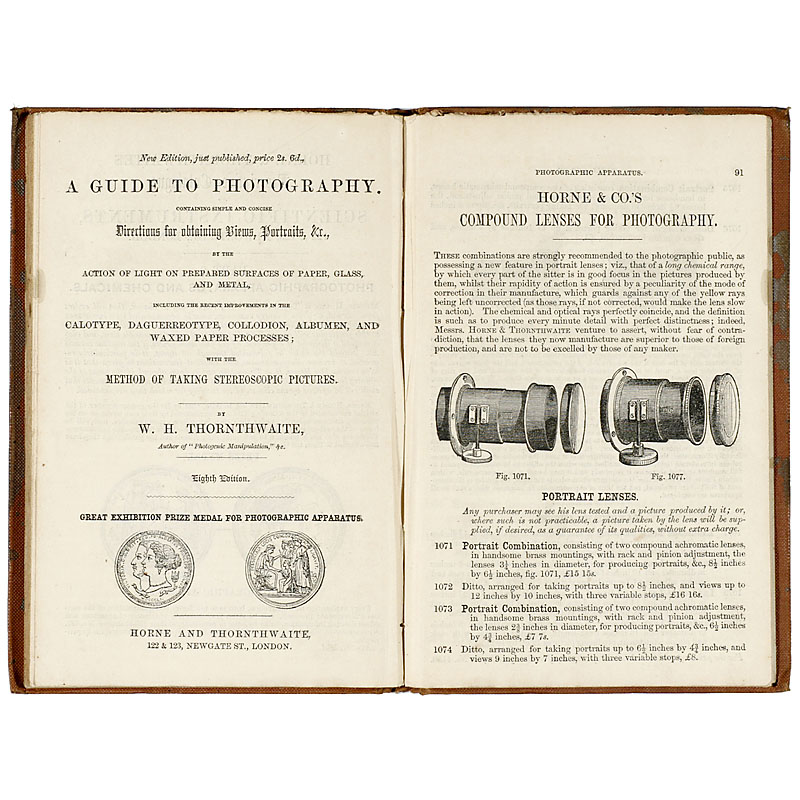 New Edition, just published, price 2s. 6d.,
A GUIDE TO PHOTOGRAPHY,
CONTAINING SIMPLE AND CONCISE
Directions for obtaining Views, Portraits, &c.,
BY THE
ACTION OF LIGHT ON PREPARED SURFACES OF PAPER, GLASS,
AND METAL,
INCLUDING THE RECENT IMPROVEMENTS IN THE
CALOTYPE, DAGUERREOTYPE, COLLODION, ALBUMEN, AND
WAXED PAPER PROCESSES;
WITH THE
METHOD OF TAKING STEREOSCOPIC PICTURES.
BY
W. H. THORNTHWAITE,
Author of "Photogenic Manipulation," &c.
Eighth Edition.
GREAT EXHIBITION PRIZE MEDAL FOR PHOTOGRAPHIC APPARATUS.
HORNE AND THORNTHWAITE,
122 & 123, NEWGATE ST., LONDON.
PHOTOGRAPHIC APPARATUS. 91
HORNE & CO.'S
COMPOUND LENSES FOR PHOTOGRAPHY.
THESE combinations are strongly recommended to the photographic public, as
possessing a new feature in portrait lenses; viz., that of a long chemical range,
by which every part of the sitter is in good focus in the pictures produced by
them, whilst their rapidity of action is ensured by a peculiarity of the mode of
correction in their manufacture, which guards against any of the yellow rays
being left uncorrected (as those rays, if not corrected, would make the lens slow
in action). The chemical and optical rays perfectly coincide, and the definition
is such as to produce every minute detail with perfect distinctness; indeed,
Messrs. HORNE & THORNTHWAITE venture to assert, without fear of contra-
diction, that the lenses they now manufacture are superior to those of foreign
production, and are not to be excelled by those of any maker.
Fig. 1071. Fig. 1077.
PORTRAIT LENSES.
Any purchaser may see his lens tested and a picture produced by it; or,
where such is not practicable, a picture taken by the lens will be sup-
plied, if desired, as a guarantee of its qualities, without extra charge.
1071 Portrait Combination, consisting of two compound achromatic lenses,
in handsome brass mountings, with rack and pinion adjustment, the
lenses 3¼ inches in diameter, for producing portraits, &c., 8½ inches
by 6½ inches, fig. 1071, £15 15s.
1072 Ditto, arranged for taking portraits up to 8½ inches, and views up to
12 inches by 10 inches, with three variable stops, £16 16s.
1073 Portrait Combination, consisting of two compound achromatic lenses,
in handsome brass mountings, with rack and pinion adjustment,
the lenses 2¾ inches in diameter, for producing portraits, &c., 6½ inches
by 4¾ inches, £7 7s.
1074 Ditto, arranged for taking portraits up to 6½ inches by 4¾ inches, and
views 9 inches by 7 inches, with three variable stops, £8.